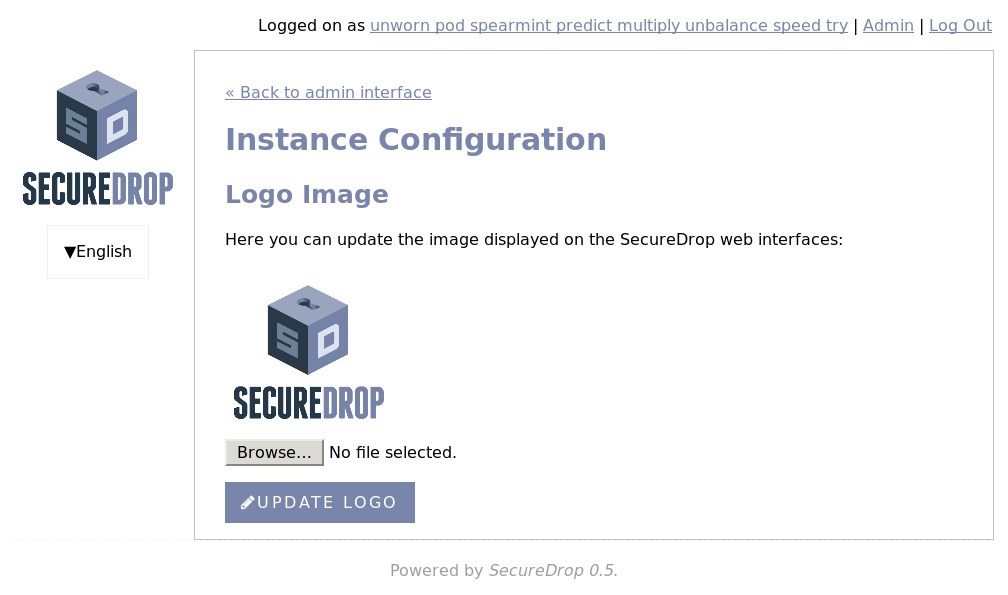 Logged on as unworn pod spearmint predict multiply unbalance speed try | Admin | Log Out
S D
SECUREDROP
▼English
« Back to admin interface
Instance Configuration
Logo Image
Here you can update the image displayed on the SecureDrop web interfaces:
S D
SECUREDROP
Browse... No file selected.
UPDATE LOGO
Powered by SecureDrop 0.5.